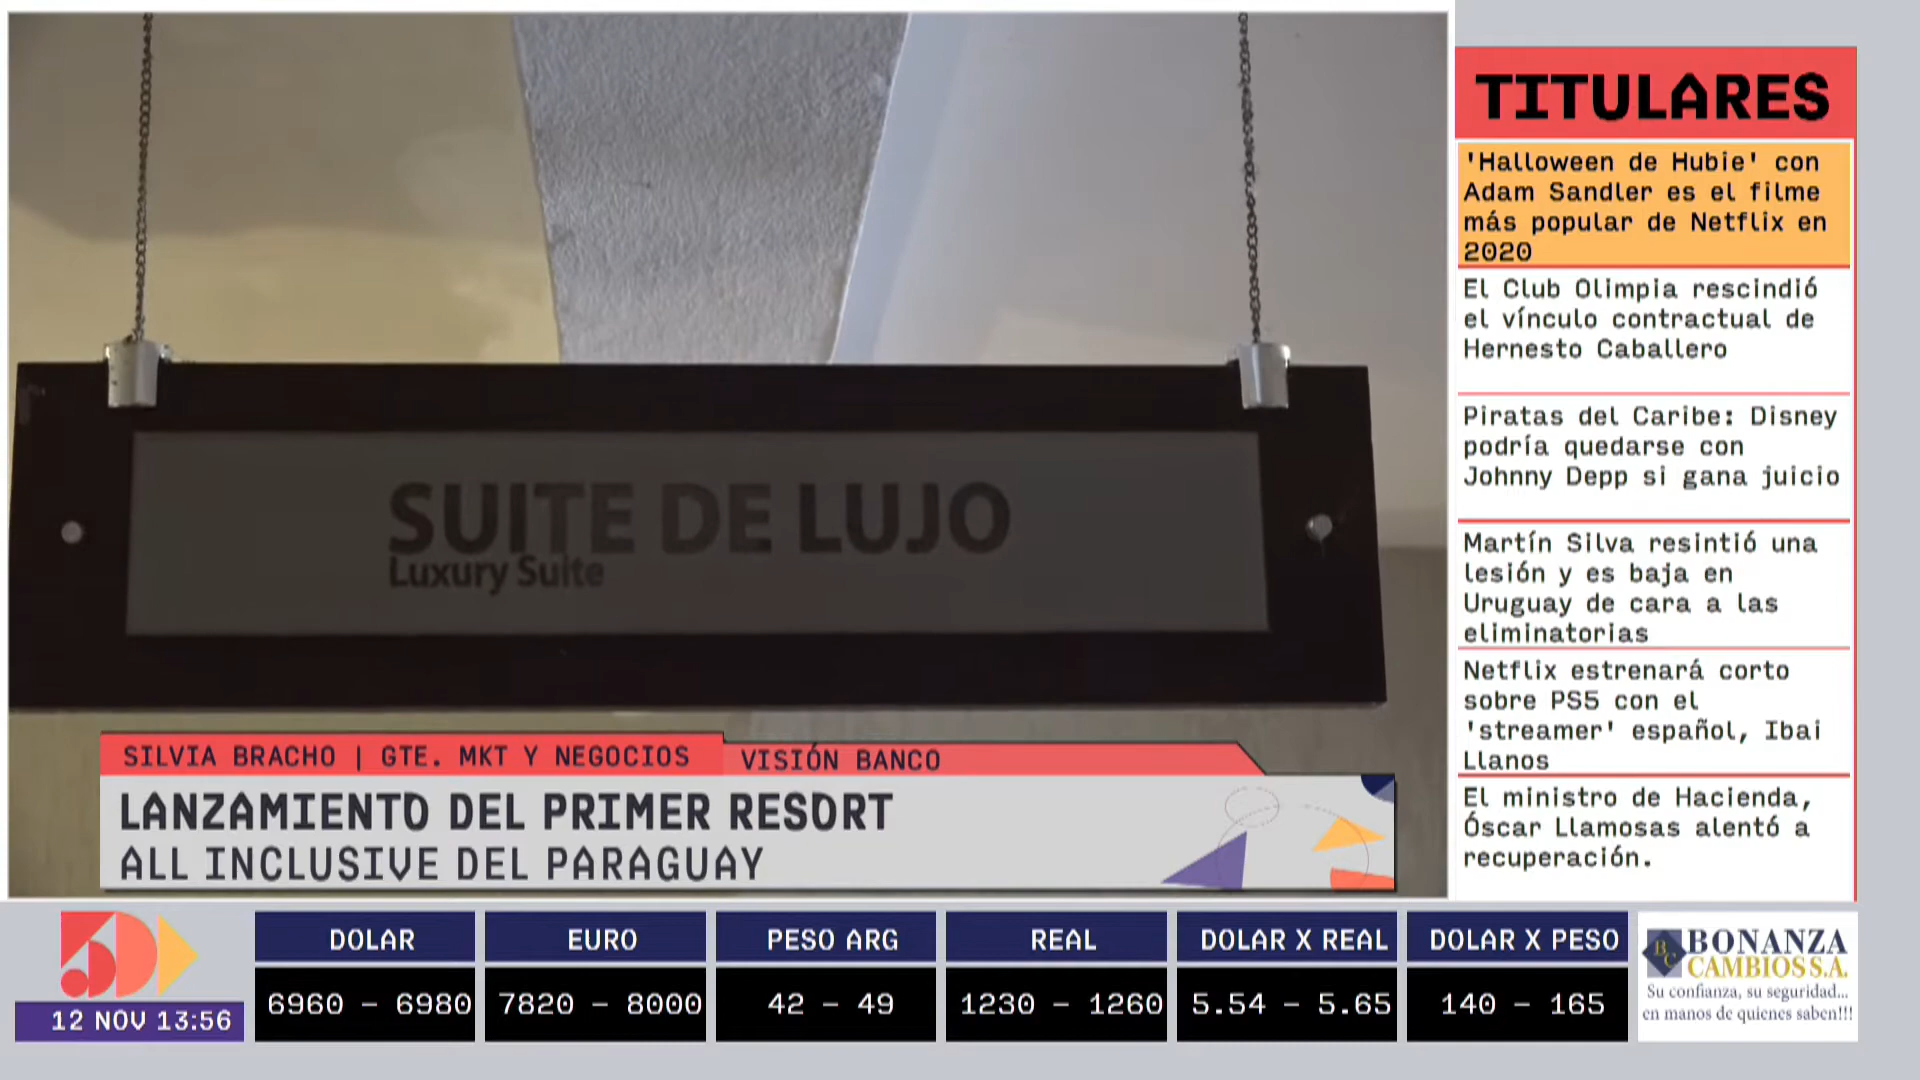 SUITE DE LUJO
Luxury Suite
SILVIA BRACHO | GTE. MKT Y NEGOCIOS
VISIÓN BANCO
LANZAMIENTO DEL PRIMER RESORT
ALL INCLUSIVE DEL PARAGUAY
TITULARES
'Halloween de Hubie' con
Adam Sandler es el filme
más popular de Netflix en
2020
El Club Olimpia rescindió
el vínculo contractual de
Hernesto Caballero
Piratas del Caribe: Disney
podría quedarse con
Johnny Depp si gana juicio
Martín Silva resintió una
lesión y es baja en
Uruguay de cara a las
eliminatorias
Netflix estrenará corto
sobre PS5 con el
'streamer' español, Ibai
Llanos
El ministro de Hacienda,
Óscar Llamosas alentó a
recuperación.
5D
12 NOV 13:56
DOLAR
6960 - 6980
EURO
7820 - 8000
PESO ARG
42 - 49
REAL
1230 - 1260
DOLAR X REAL
5.54 - 5.65
DOLAR X PESO
140 - 165
BC
BONANZA
CAMBIOS S.A.
Su confianza, su seguridad...
en manos de quienes saben!!!